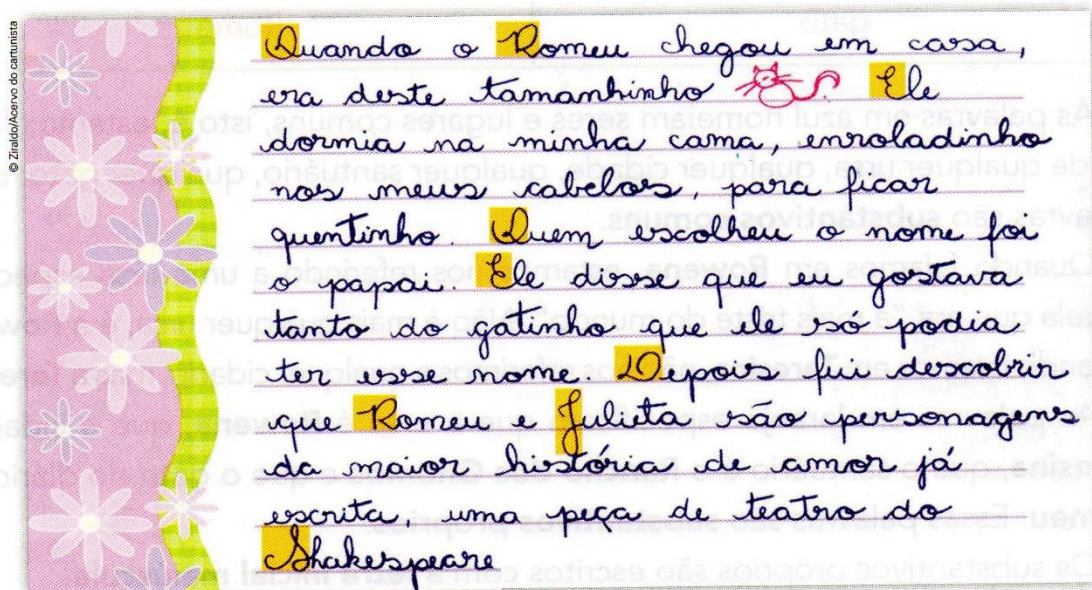 © Ziraldo/Acervo do cartunista
Quando o Romeu chegou em casa,
era deste tamanhinho . Ele
dormia na minha cama, enroladinho
nos meus cabelos, para ficar
quentinho. Quem escolheu o nome foi
o papai. Ele disse que eu gostava
tanto do gatinho que ele só podia
ter esse nome. Depois fui descobrir
que Romeu e Julieta são personagens
da maior história de amor já
escrita, uma peça de teatro do
Shakespeare